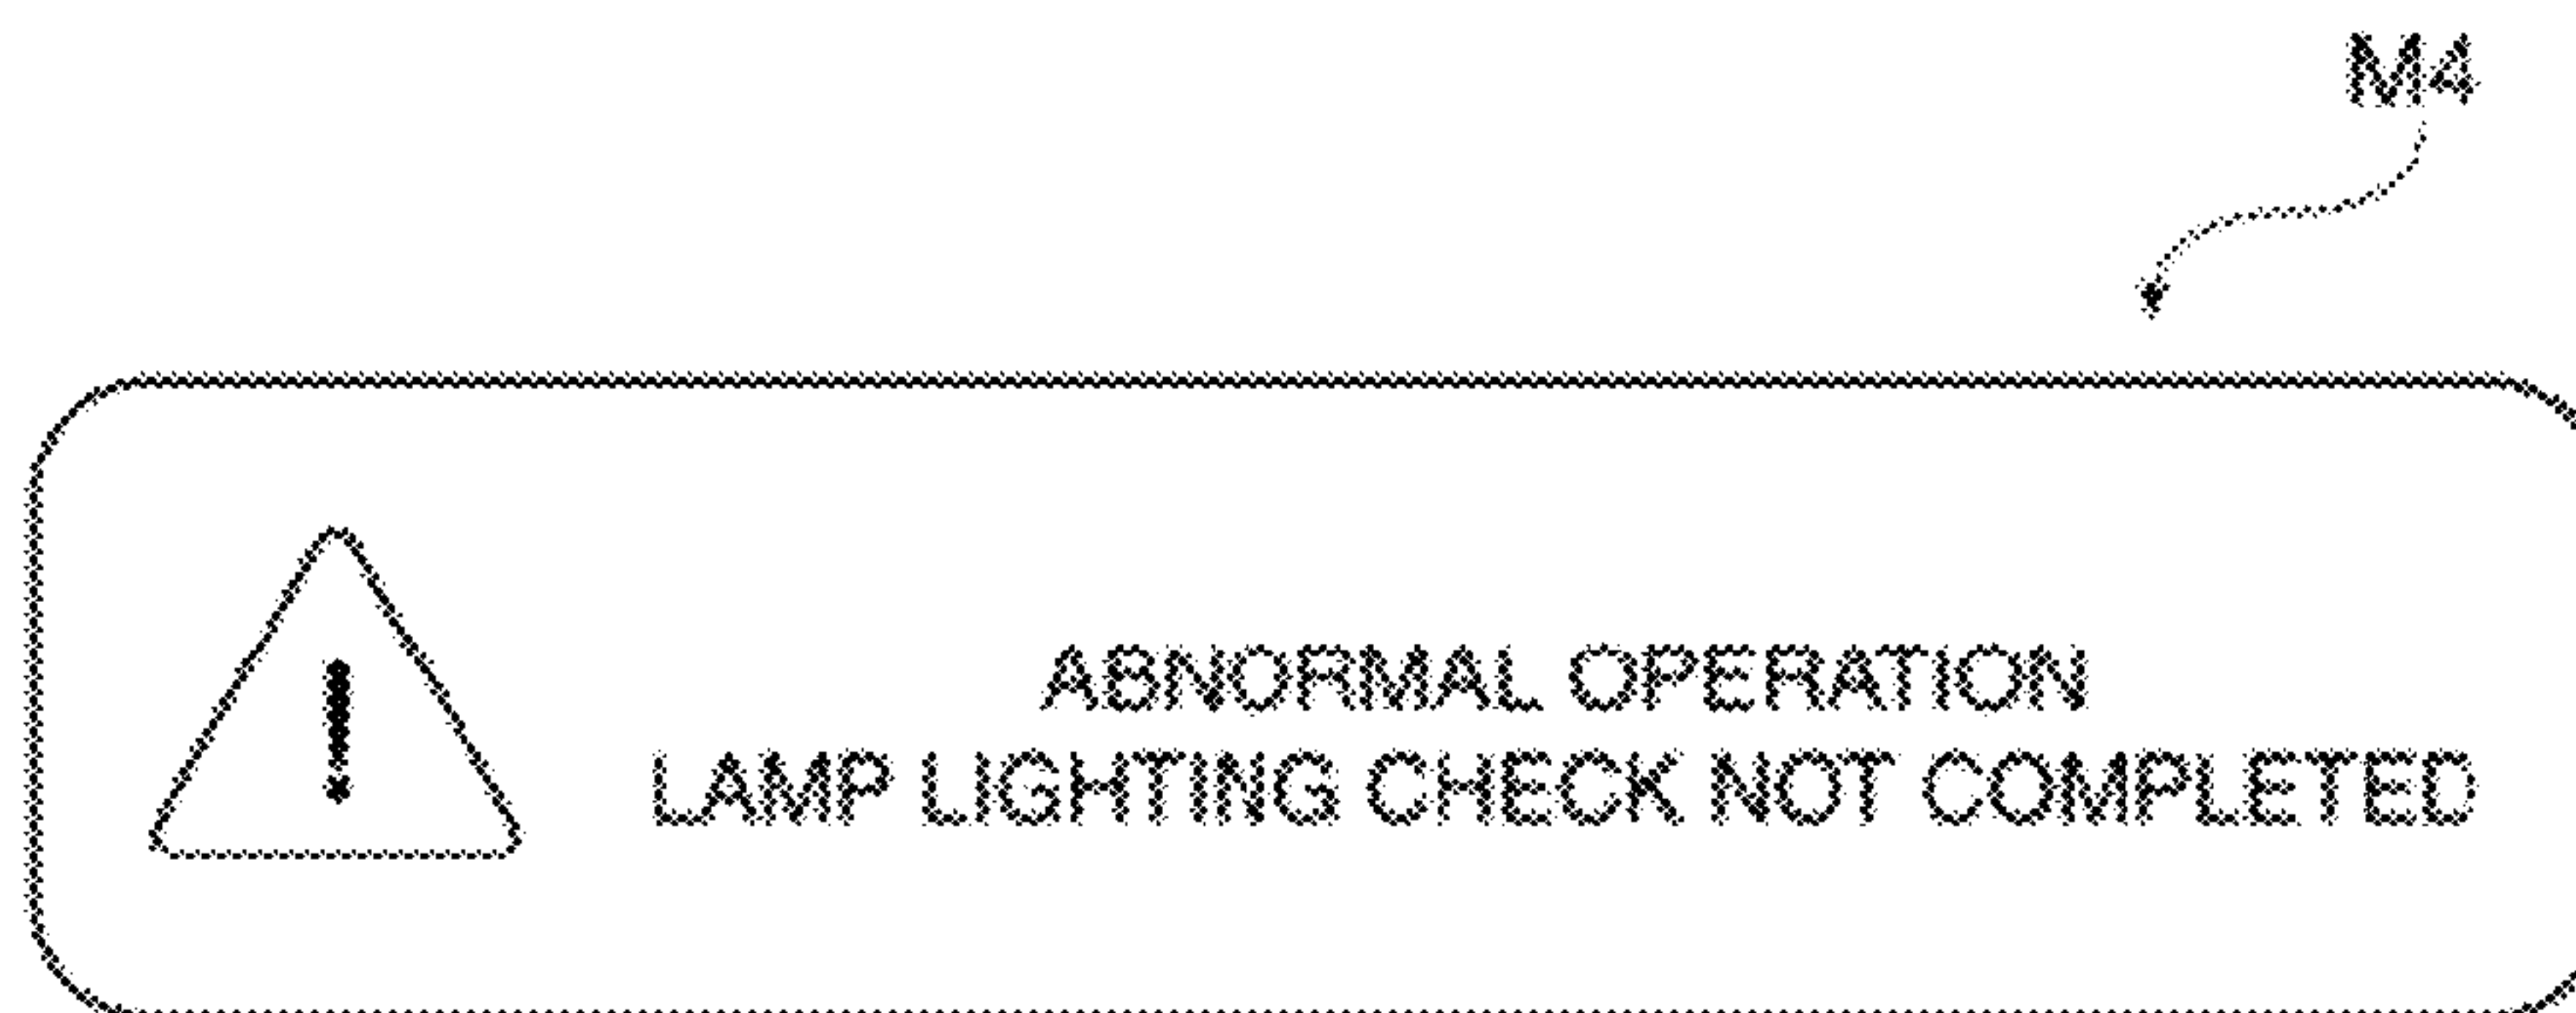 M4
!
ABNORMAL OPERATION
LAMP LIGHTING CHECK NOT COMPLETED